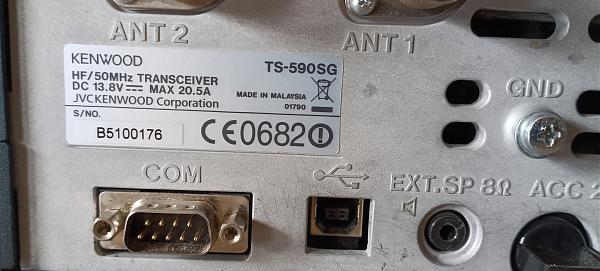 ANT 2
ANT 1
KENWOOD
TS-590SG
HF/50MHz TRANSCEIVER
DC 13.8V⎓ MAX 20.5A
JVCKENWOOD Corporation
MADE IN MALAYSIA
01790
S/NO.
B5100176
CE0682!
GND
COM
EXT.SP 8Ω
ACC 2